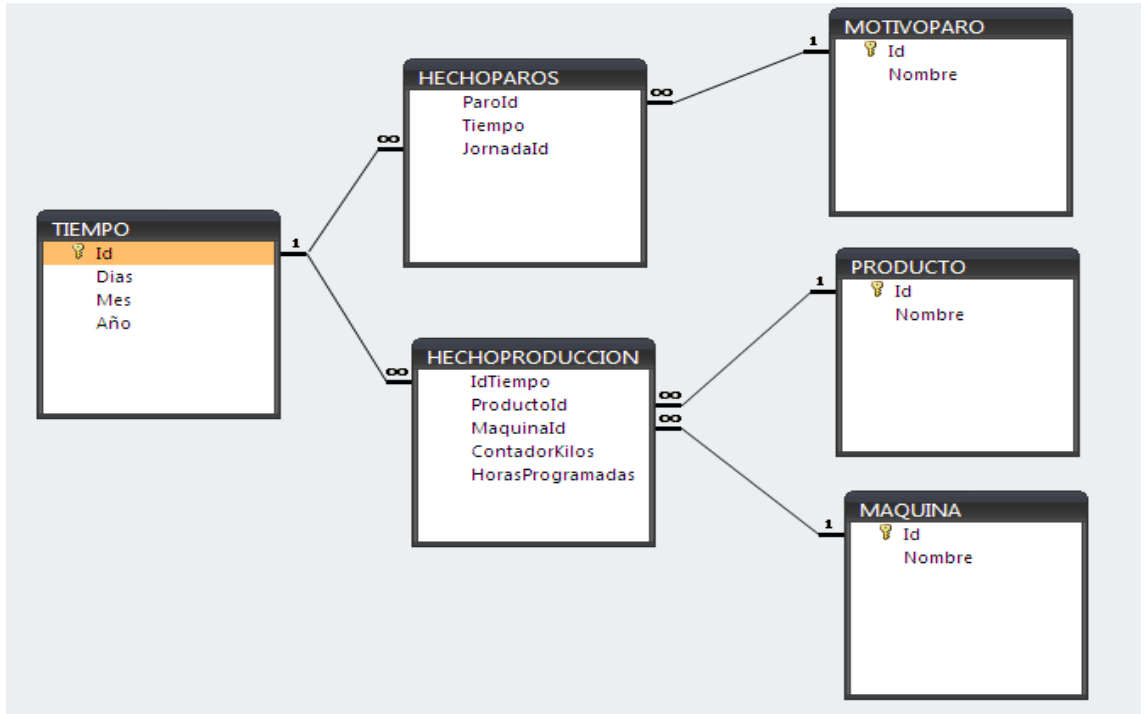 TIEMPO
Id
Dias
Mes
Año
1
∞
∞
HECHOPAROS
ParoId
Tiempo
JornadaId
∞
1
MOTIVOPARO
Id
Nombre
HECHOPRODUCCION
IdTiempo
ProductoId
MaquinaId
ContadorKilos
HorasProgramadas
∞
∞
1
PRODUCTO
Id
Nombre
1
MAQUINA
Id
Nombre